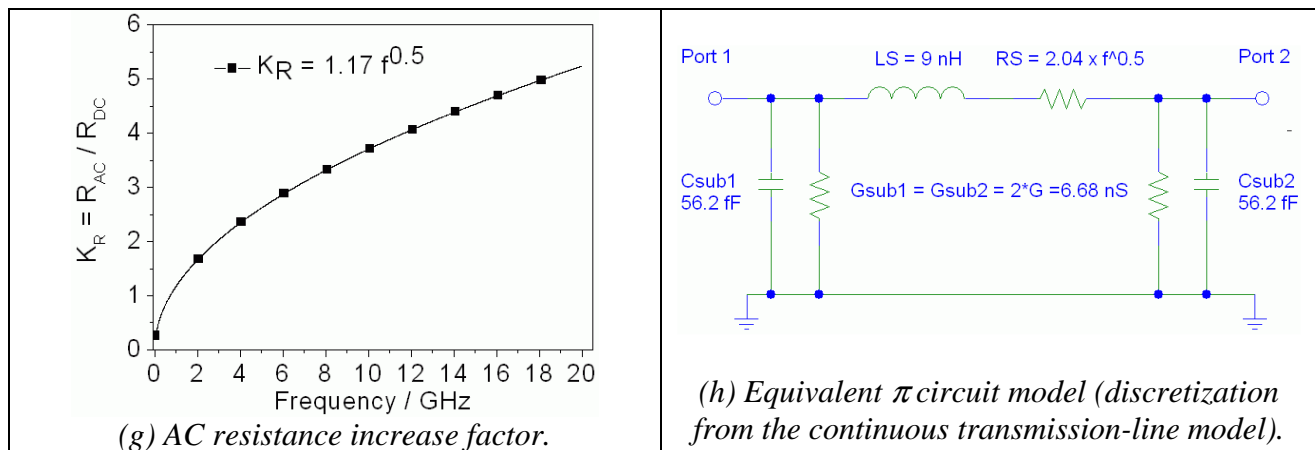 6
5
4
3
2
1
0
K_R = R_AC / R_DC
K_R = 1.17 f^0.5
0 2 4 6 8 10 12 14 16 18 20
Frequency / GHz
(g) AC resistance increase factor.
Port 1
LS = 9 nH
RS = 2.04 x f^0.5
Port 2
Csub1
56.2 fF
Gsub1 = Gsub2 = 2*G =6.68 nS
Csub2
56.2 fF
(h) Equivalent π circuit model (discretization
from the continuous transmission-line model).